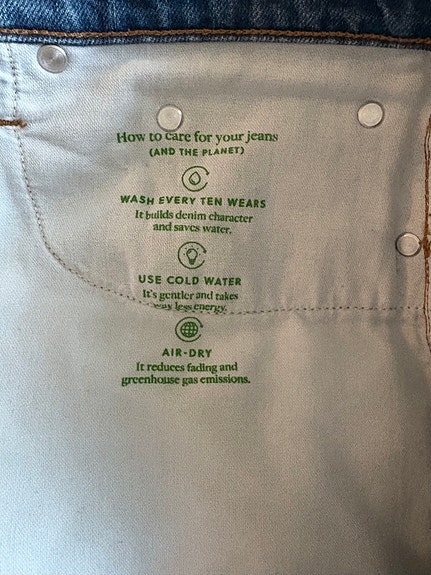 How to care for your jeans
(AND THE PLANET)
WASH EVERY TEN WEARS
It builds denim character
and saves water.
USE COLD WATER
It's gentler and takes
way less energy.
AIR-DRY
It reduces fading and
greenhouse gas emissions.